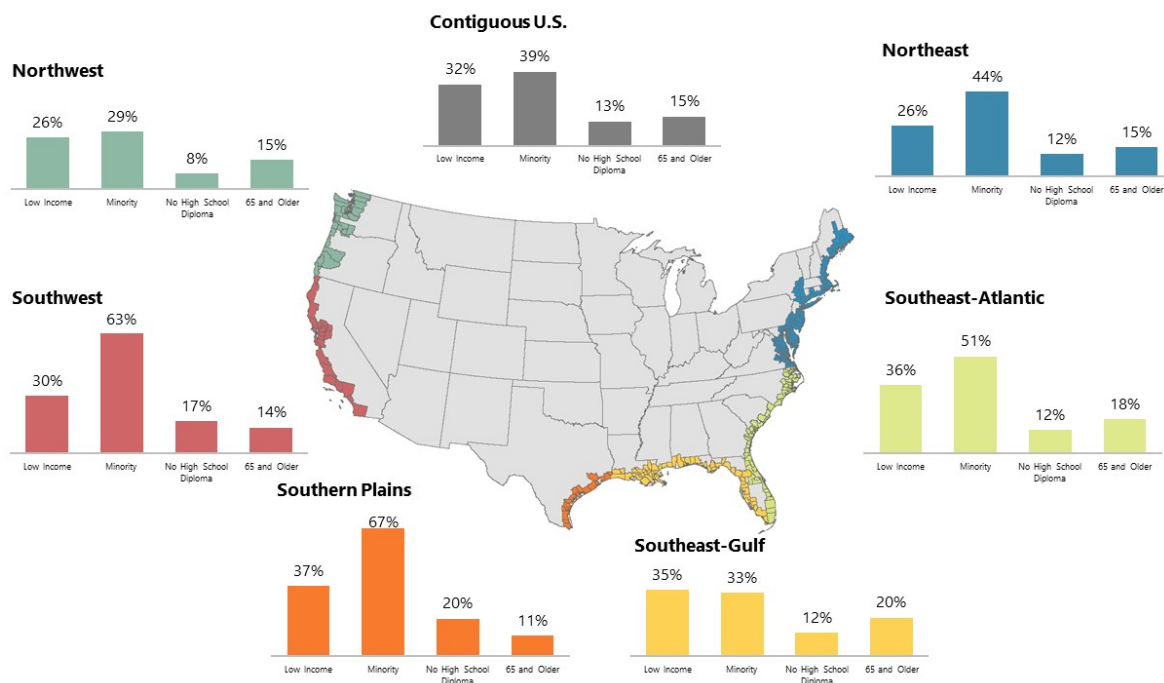 Contiguous U.S.
32%
39%
13%
15%
Low Income
Minority
No High School
Diploma
65 and Older
Northwest
26%
29%
8%
15%
Low Income
Minority
No High School
Diploma
65 and Older
Northeast
26%
44%
12%
15%
Low Income
Minority
No High School
Diploma
65 and Older
Southwest
30%
63%
17%
14%
Low Income
Minority
No High School
Diploma
65 and Older
Southeast-Atlantic
36%
51%
12%
18%
Low Income
Minority
No High School
Diploma
65 and Older
Southern Plains
37%
67%
20%
11%
Low Income
Minority
No High School
Diploma
65 and Older
Southeast-Gulf
35%
33%
12%
20%
Low Income
Minority
No High School
Diploma
65 and Older